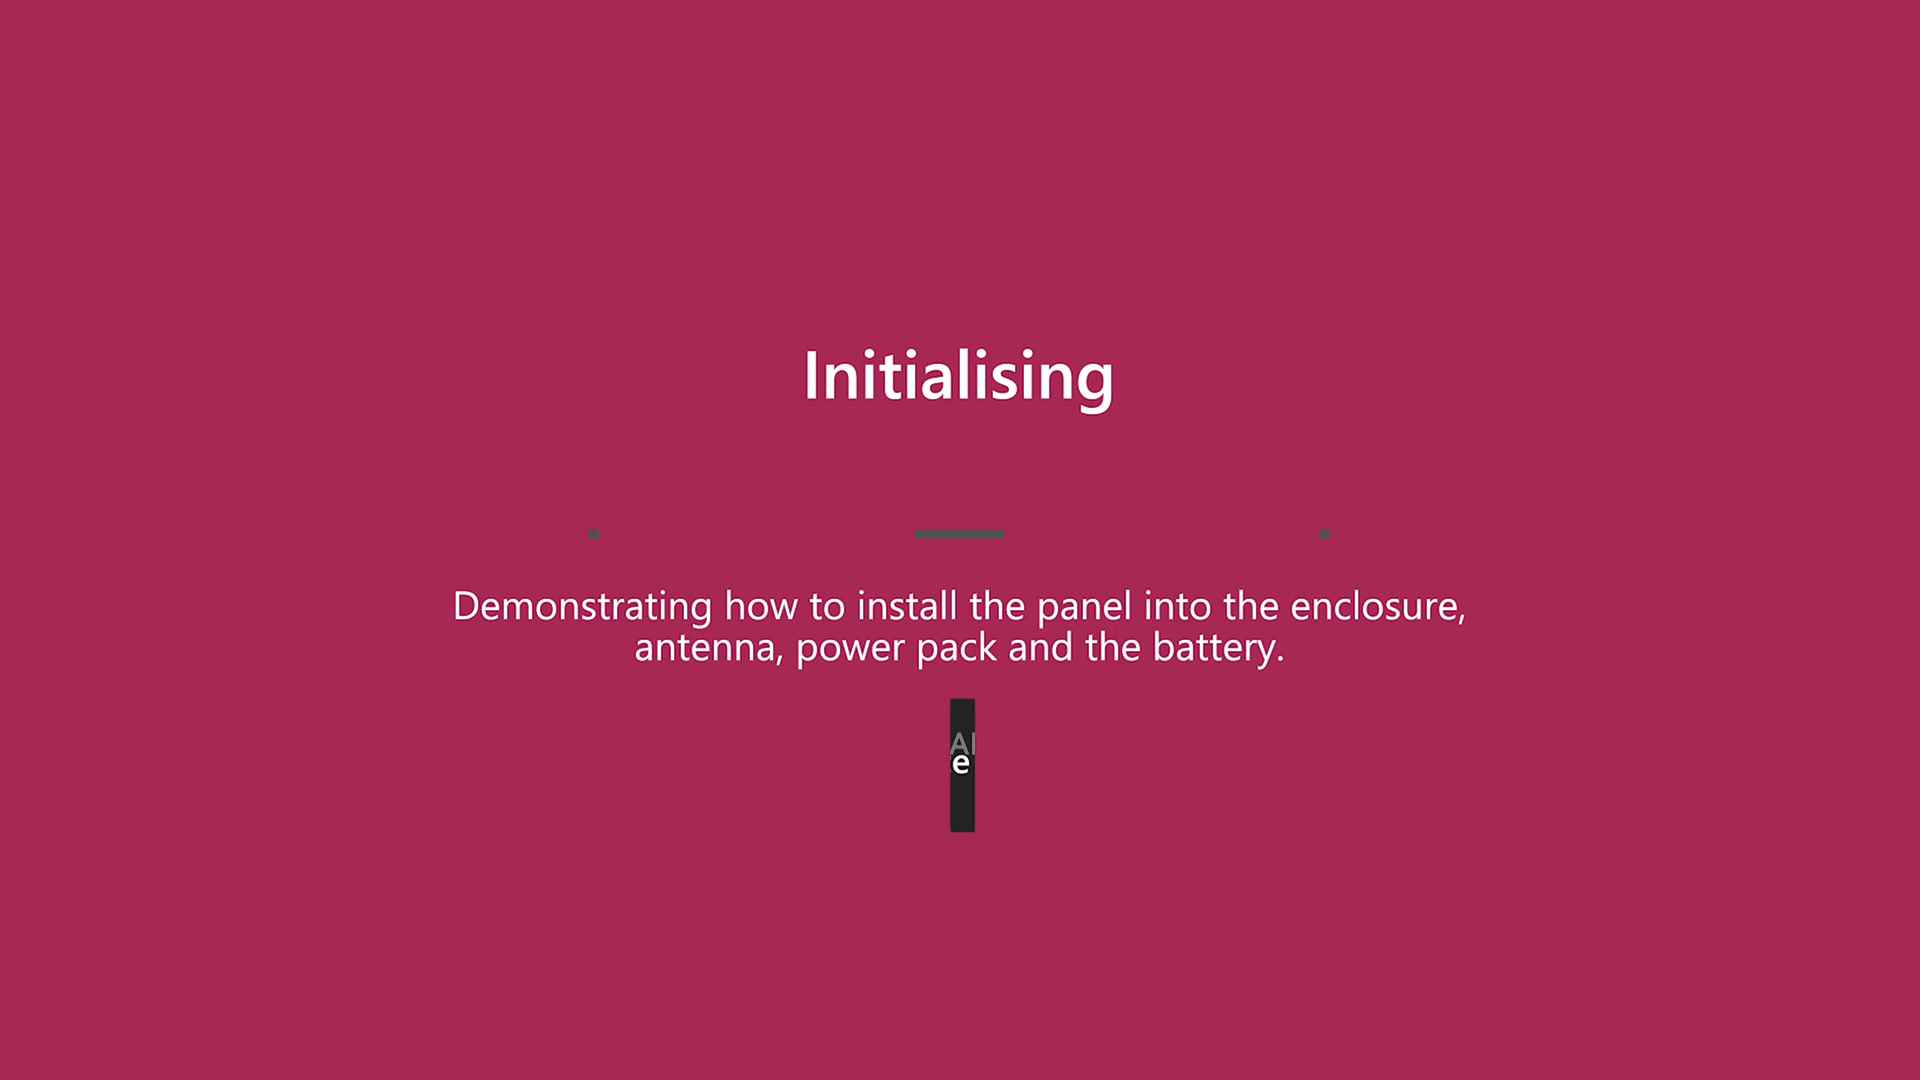 Initialising
Demonstrating how to install the panel into the enclosure,
antenna, power pack and the battery.